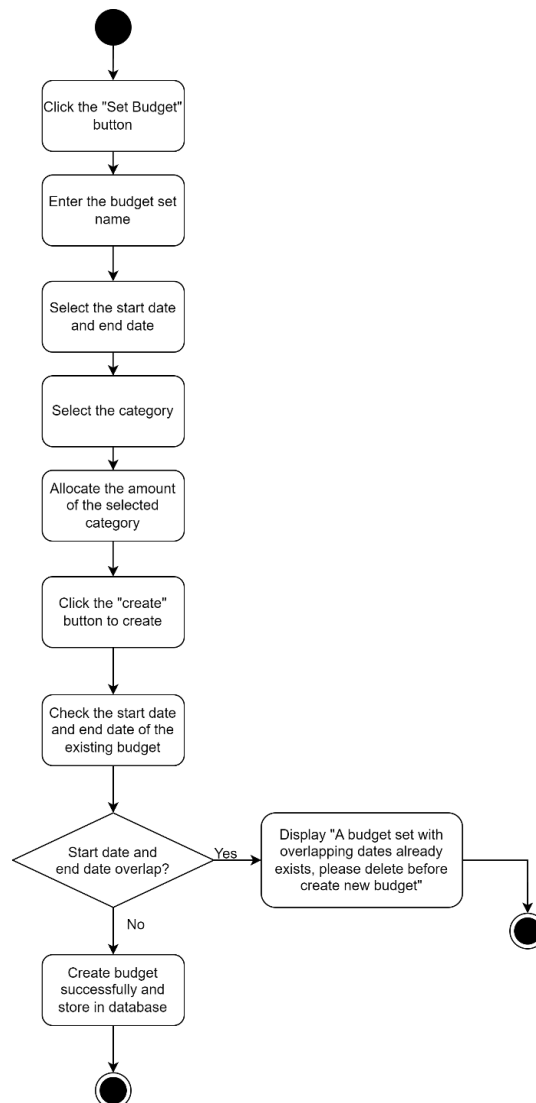 Click the "Set Budget"
button
Enter the budget set
name
Select the start date
and end date
Select the category
Allocate the amount
of the selected
category
Click the "create"
button to create
Check the start date
and end date of the
existing budget
Start date and
end date overlap?
Yes
Display "A budget set with
overlapping dates already
exists, please delete before
create new budget"
No
Create budget
successfully and
store in database